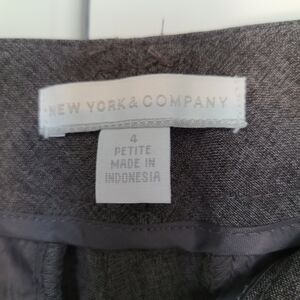 NEW YORK & COMPANY
4
PETITE
MADE IN
INDONESIA